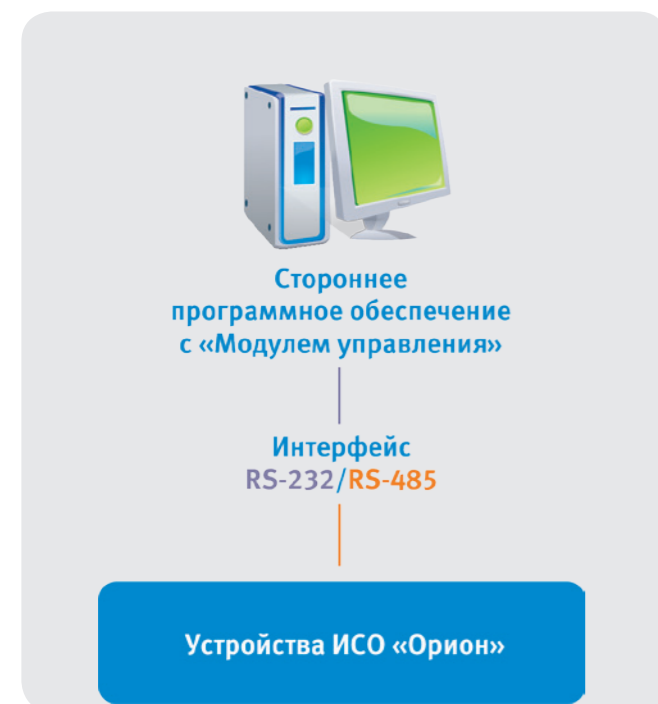 Стороннее
программное обеспечение
с «Модулем управления»
Интерфейс
RS-232/RS-485
Устройства ИСО «Орион»